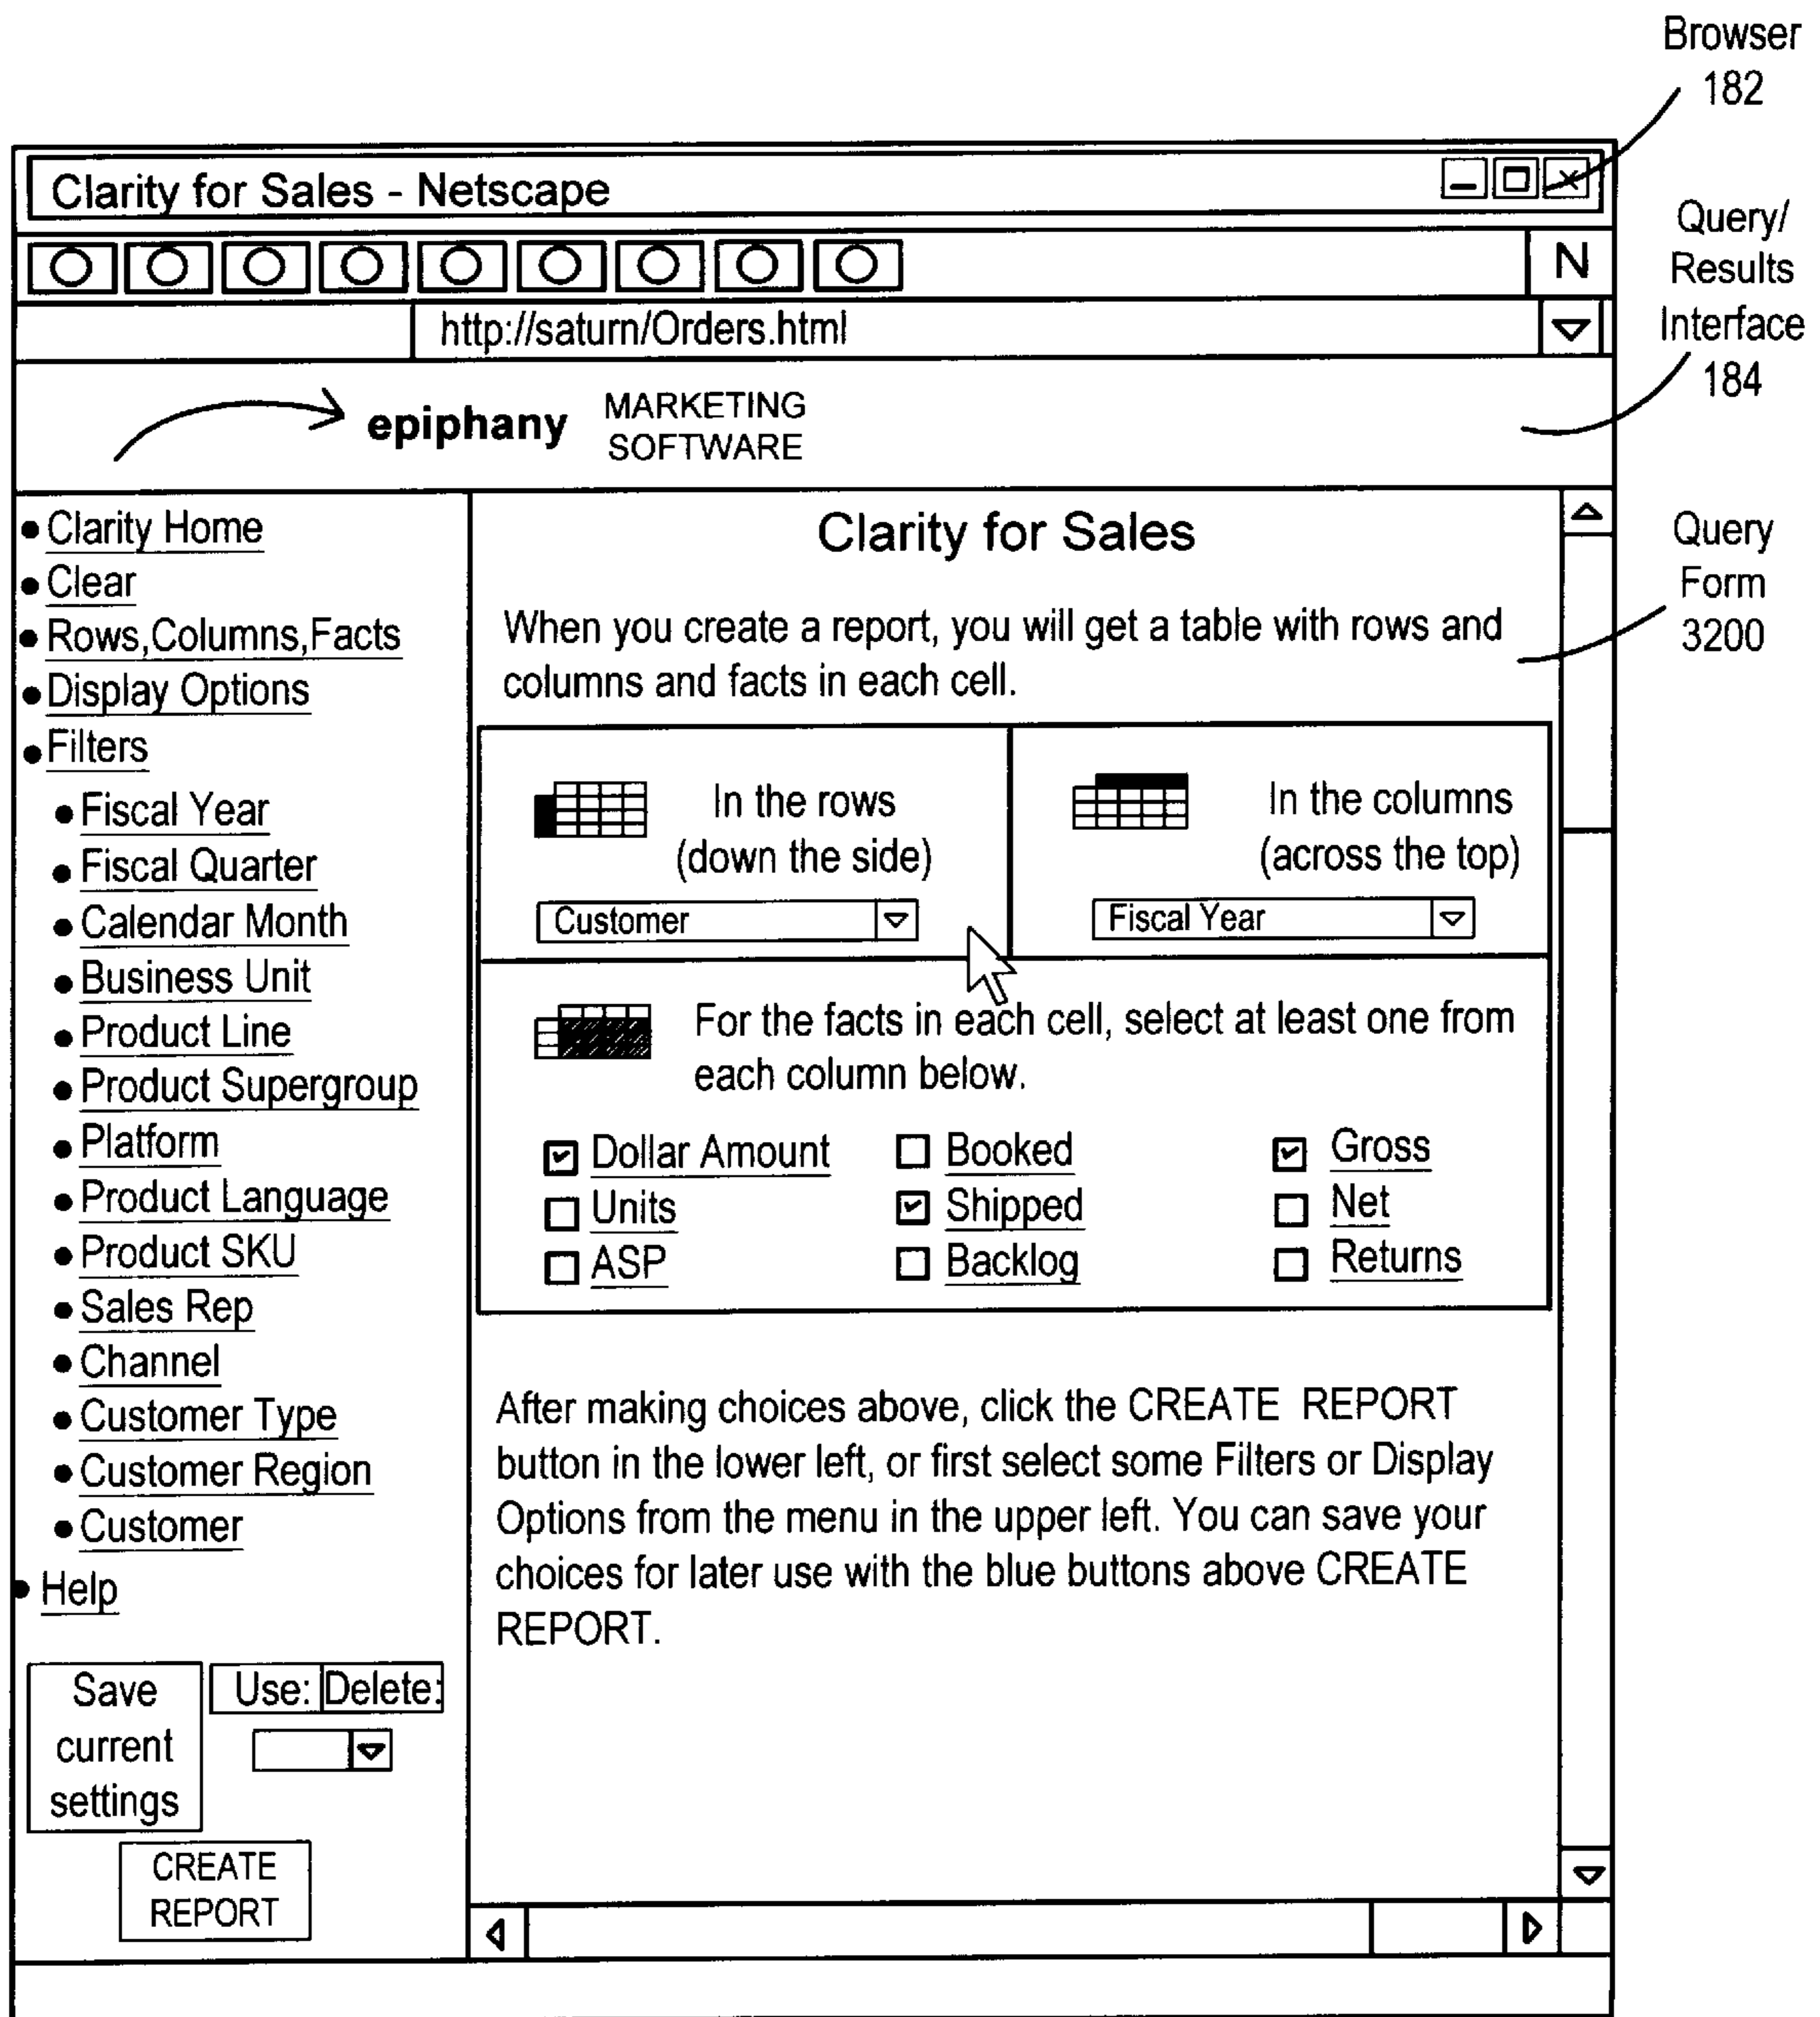 Browser
182
Clarity for Sales - Netscape
Query/
Results
Interface
184
N
http://saturn/Orders.html
epiphany MARKETING
SOFTWARE
Clarity Home
Clear
Rows,Columns,Facts
Display Options
Filters
Fiscal Year
Fiscal Quarter
Calendar Month
Business Unit
Product Line
Product Supergroup
Platform
Product Language
Product SKU
Sales Rep
Channel
Customer Type
Customer Region
Customer
Help
Save
current
settings
Use: Delete:
CREATE
REPORT
Clarity for Sales
Query
Form
3200
When you create a report, you will get a table with rows and
columns and facts in each cell.
In the rows
(down the side)
Customer
In the columns
(across the top)
Fiscal Year
For the facts in each cell, select at least one from
each column below.
Dollar Amount Booked Gross
Units Shipped Net
ASP Backlog Returns
After making choices above, click the CREATE REPORT
button in the lower left, or first select some Filters or Display
Options from the menu in the upper left. You can save your
choices for later use with the blue buttons above CREATE
REPORT.